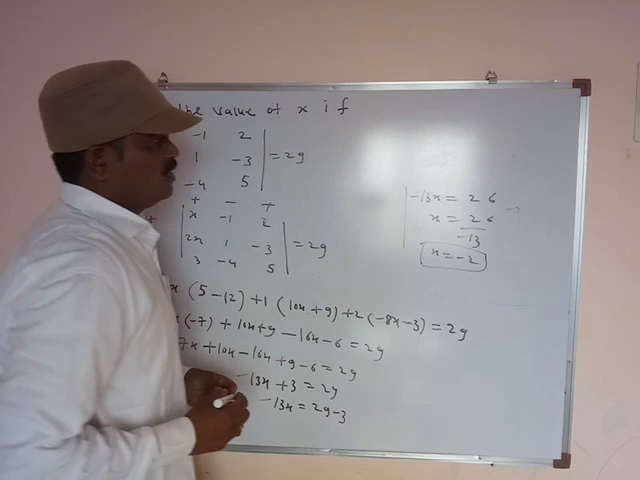 the value of x if
-1 2
1 -3 = 29
-4 5
+ - +
x -1 2
2x 1 -3 = 29
3 -4 5
x (5-12) +1 (10x+9) +2 (-8x-3) = 29
(-7) + 10x+9 -16x-6 = 29
7x +10x -16x +9-6 = 29
-13x +3 = 29
-13x = 29-3
-13x = 26
x = 26
-13
x = -2